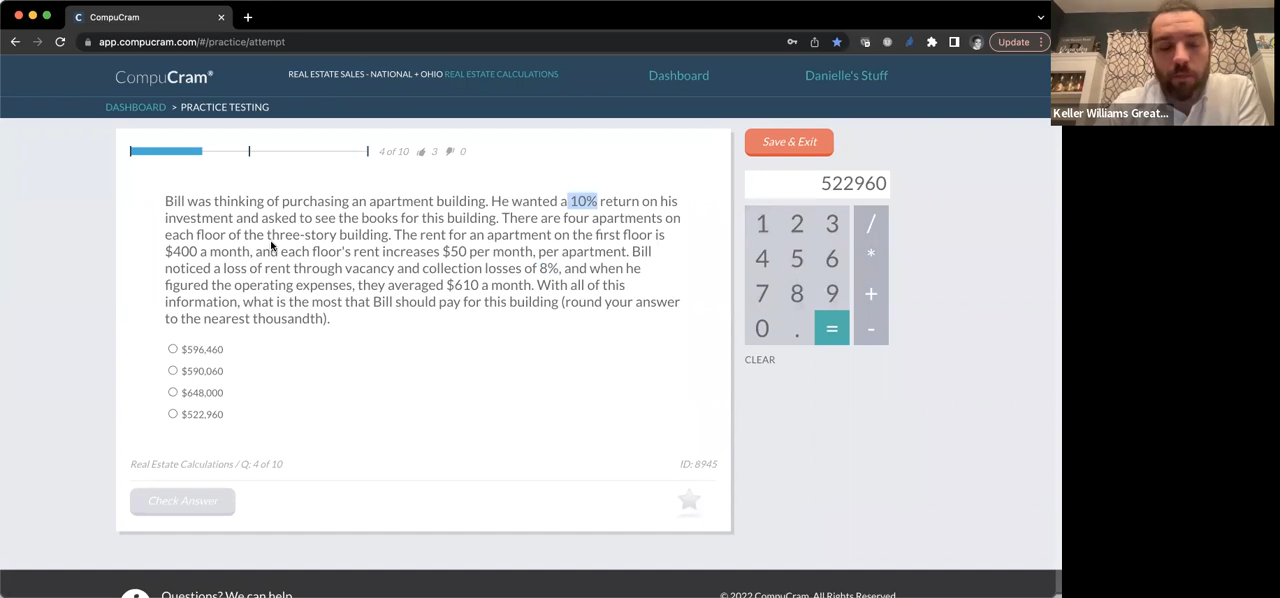 CompuCram
app.compucram.com/#/practice/attempt
Update
CompuCram®
REAL ESTATE SALES - NATIONAL + OHIO REAL ESTATE CALCULATIONS
Dashboard
Danielle's Stuff
DASHBOARD > PRACTICE TESTING
Keller Williams Great...
4 of 10 3 0
Save & Exit
522960
Bill was thinking of purchasing an apartment building. He wanted a 10% return on his
investment and asked to see the books for this building. There are four apartments on
each floor of the three-story building. The rent for an apartment on the first floor is
$400 a month, and each floor's rent increases $50 per month, per apartment. Bill
noticed a loss of rent through vacancy and collection losses of 8%, and when he
figured the operating expenses, they averaged $610 a month. With all of this
information, what is the most that Bill should pay for this building (round your answer
to the nearest thousandth).
1 2 3 /
4 5 6 *
7 8 9 +
0 . = -
CLEAR
$596,460
$590,060
$648,000
$522,960
Real Estate Calculations / Q: 4 of 10
ID: 8945
Check Answer
Questions? We can help
© 2022 CompuCram. All Rights Reserved